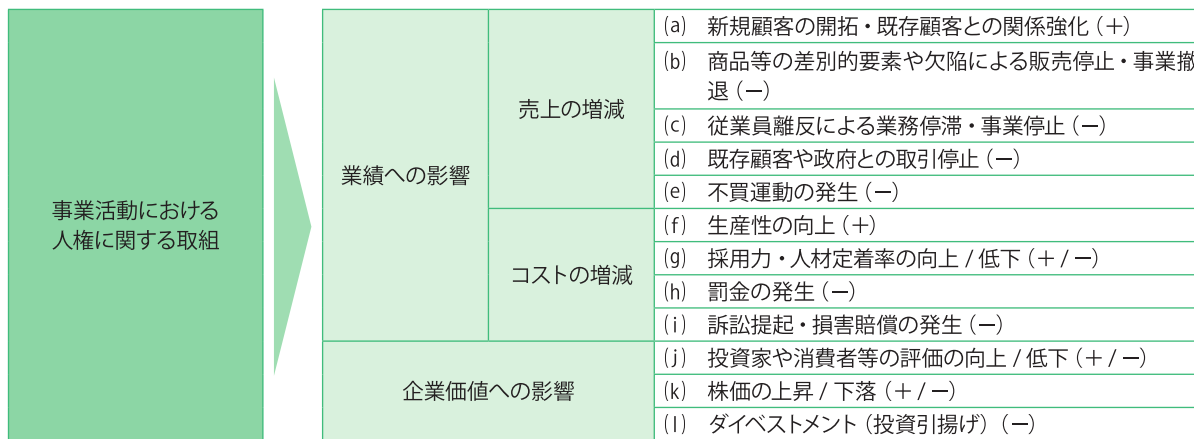 事業活動における
人権に関する取組
業績への影響
売上の増減
(a) 新規顧客の開拓・既存顧客との関係強化（＋）
(b) 商品等の差別的要素や欠陥による販売停止・事業撤
退（－）
(c) 従業員離反による業務停滞・事業停止（－）
(d) 既存顧客や政府との取引停止（－）
(e) 不買運動の発生（－）
コストの増減
(f) 生産性の向上（＋）
(g) 採用力・人材定着率の向上 / 低下（＋ / －）
(h) 罰金の発生（－）
(i) 訴訟提起・損害賠償の発生（－）
企業価値への影響
(j) 投資家や消費者等の評価の向上 / 低下（＋ / －）
(k) 株価の上昇 / 下落（＋ / －）
(l) ダイベストメント（投資引揚げ）（－）